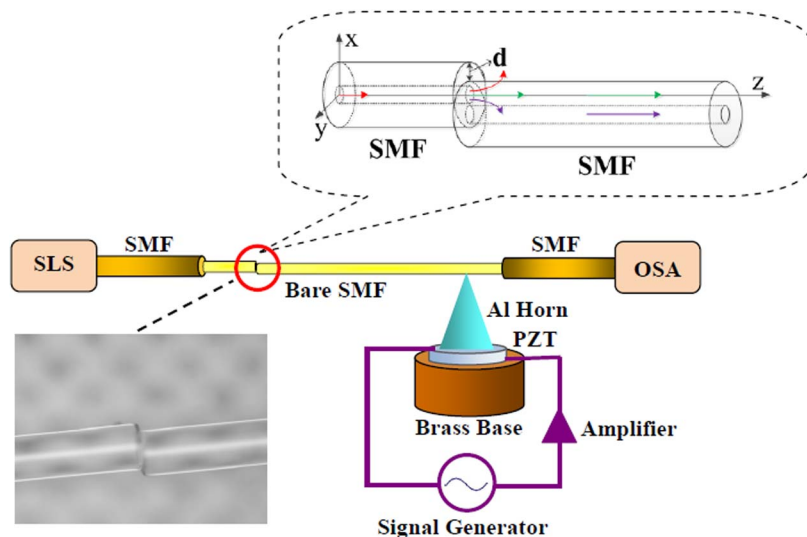 x
d
z
y
SMF
SMF
SMF
SMF
SLS
OSA
Bare SMF
Al Horn
PZT
Brass Base
Amplifier
Signal Generator